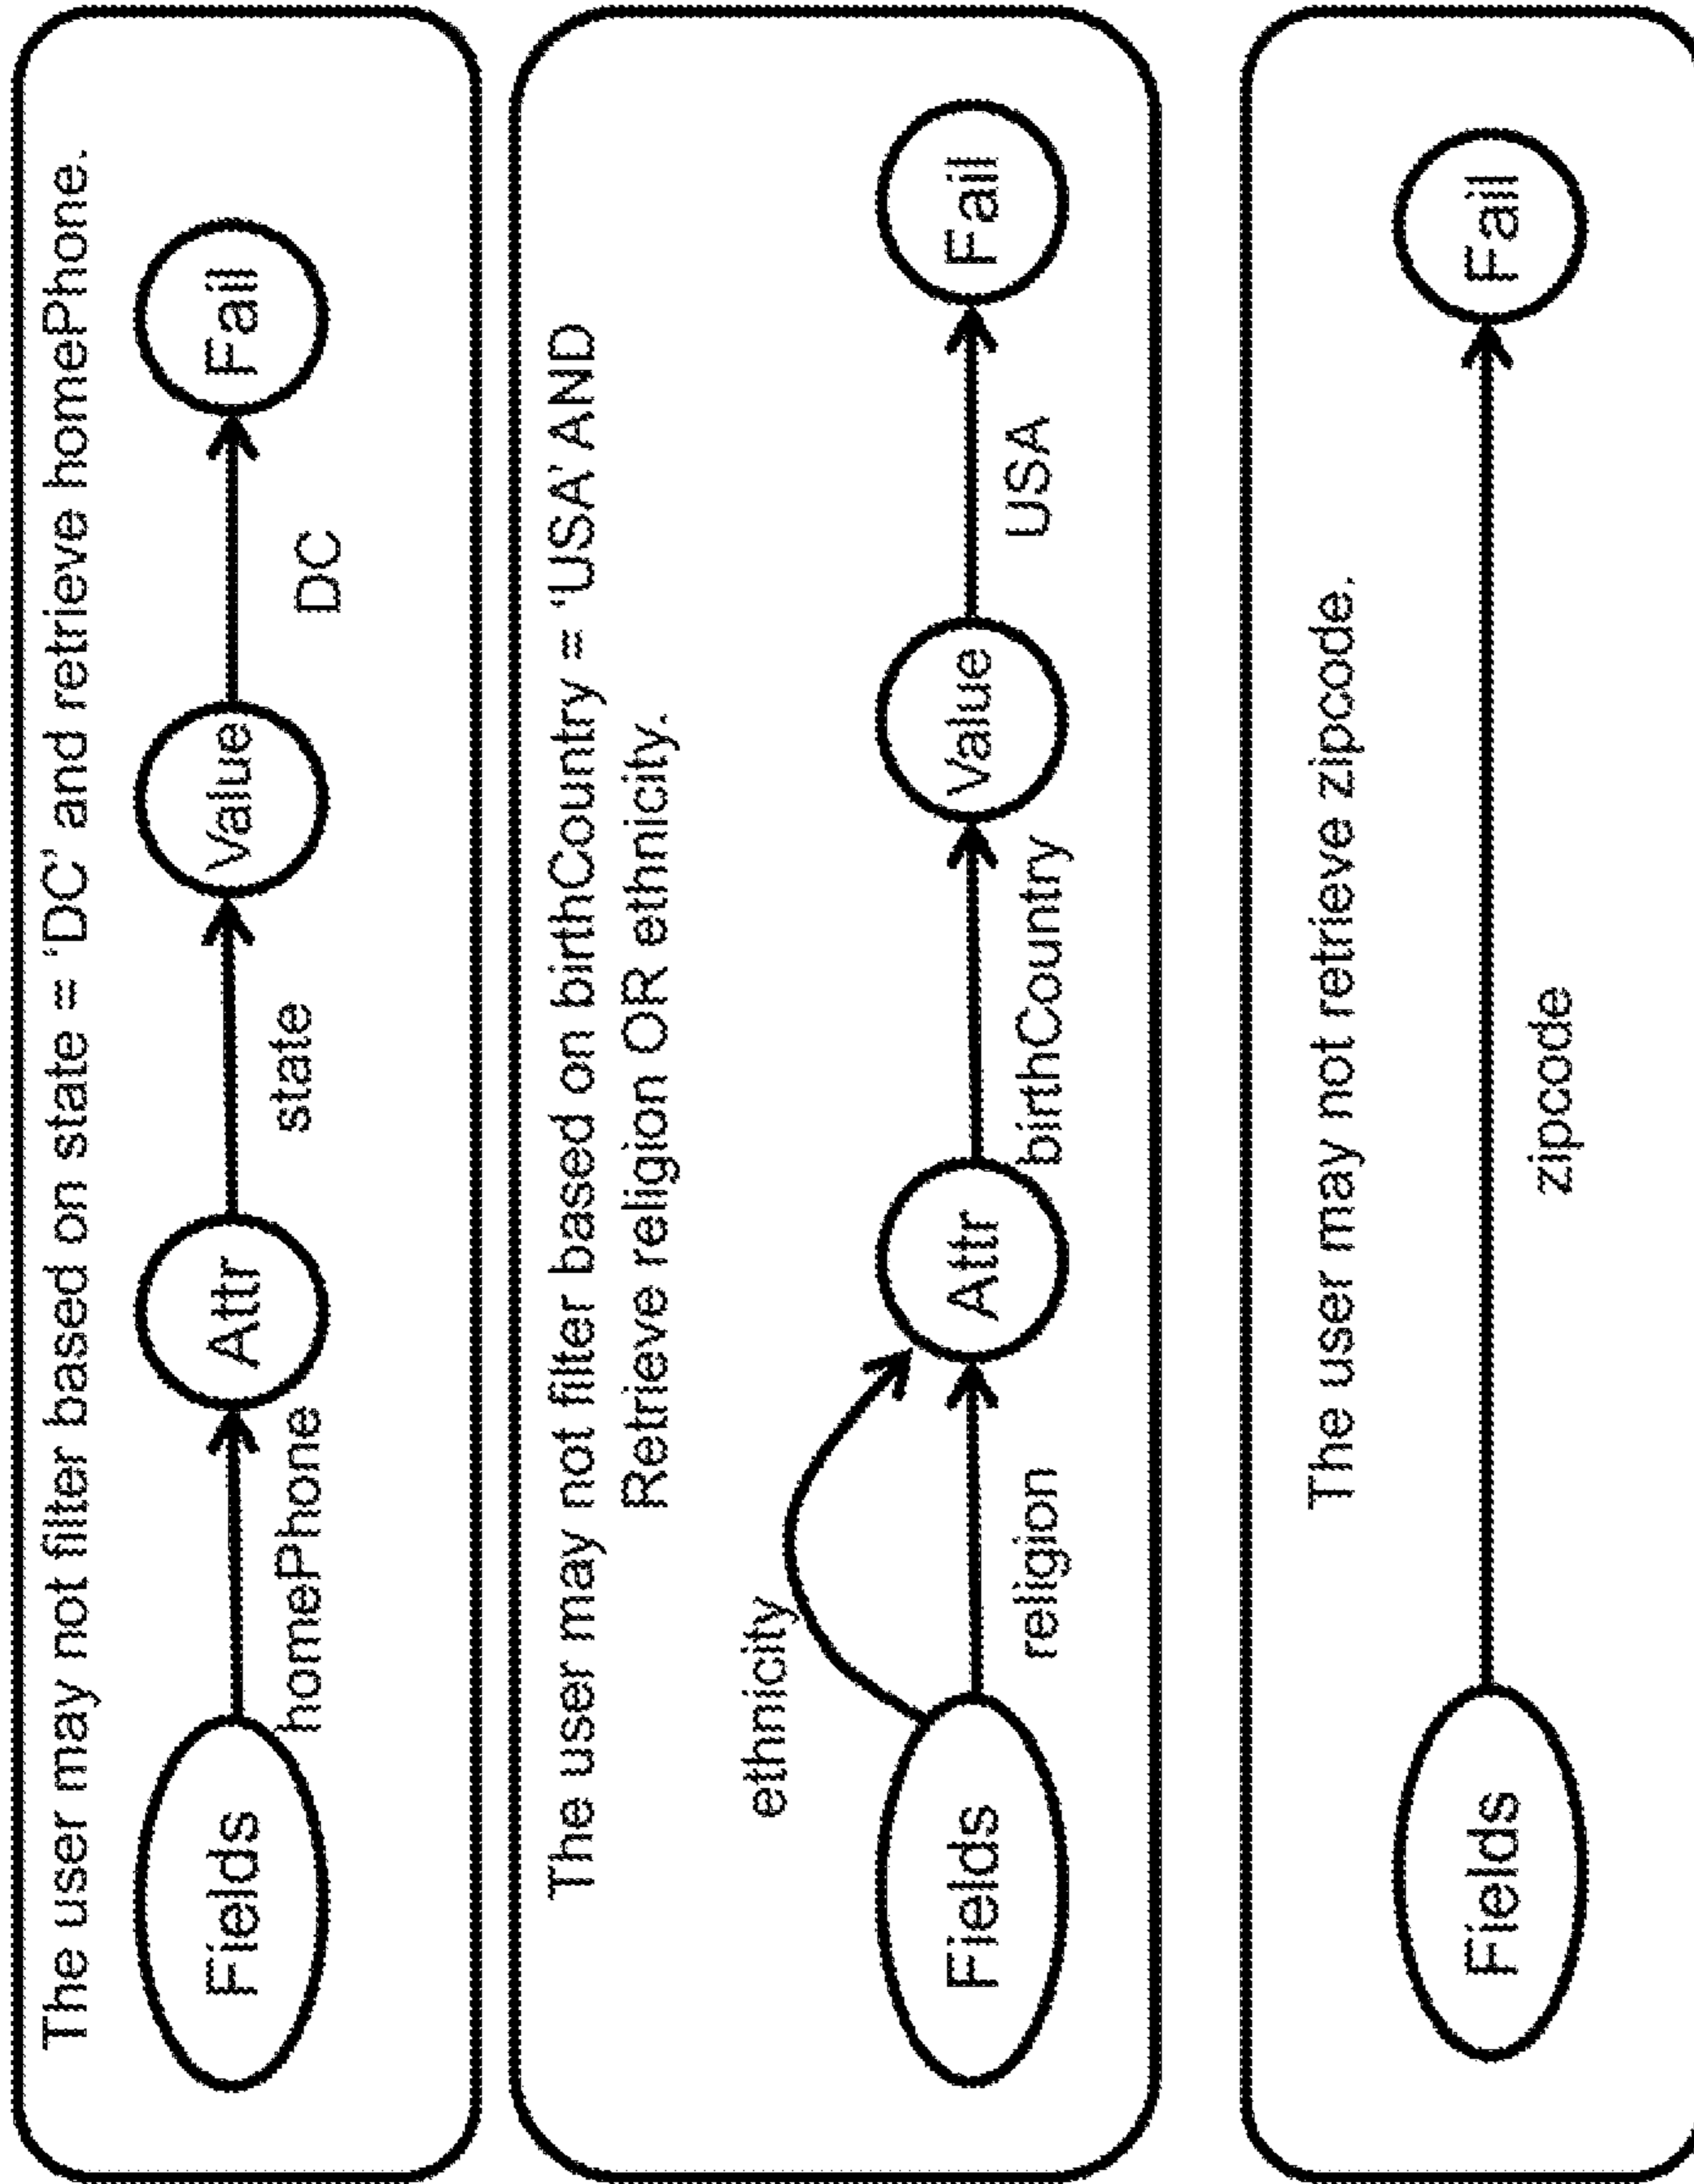 The user may not filter based on state = 'DC' and retrieve homePhone.
Fields
homePhone
Attr
state
Value
DC
Fail
The user may not filter based on birthCountry = 'USA' AND
Retrieve religion OR ethnicity.
ethnicity
Fields
religion
Attr
birthCountry
Value
USA
Fail
The user may not retrieve zipcode.
Fields
zipcode
Fail